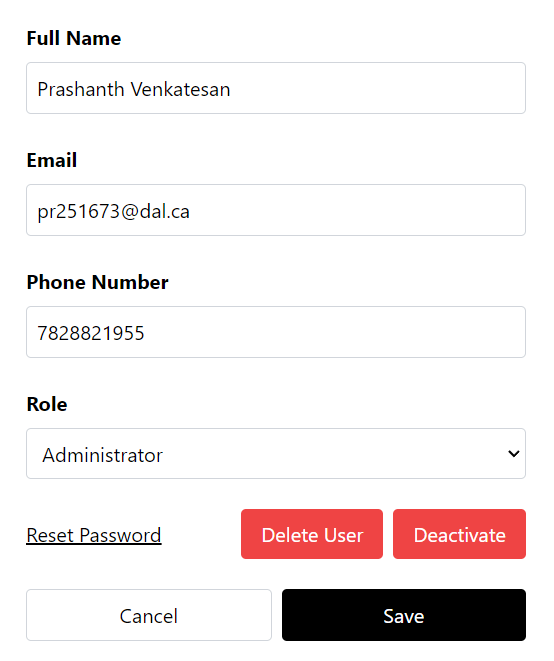 Full Name
Prashanth Venkatesan
Email
pr251673@dal.ca
Phone Number
7828821955
Role
Administrator
Reset Password Delete User Deactivate
Cancel Save